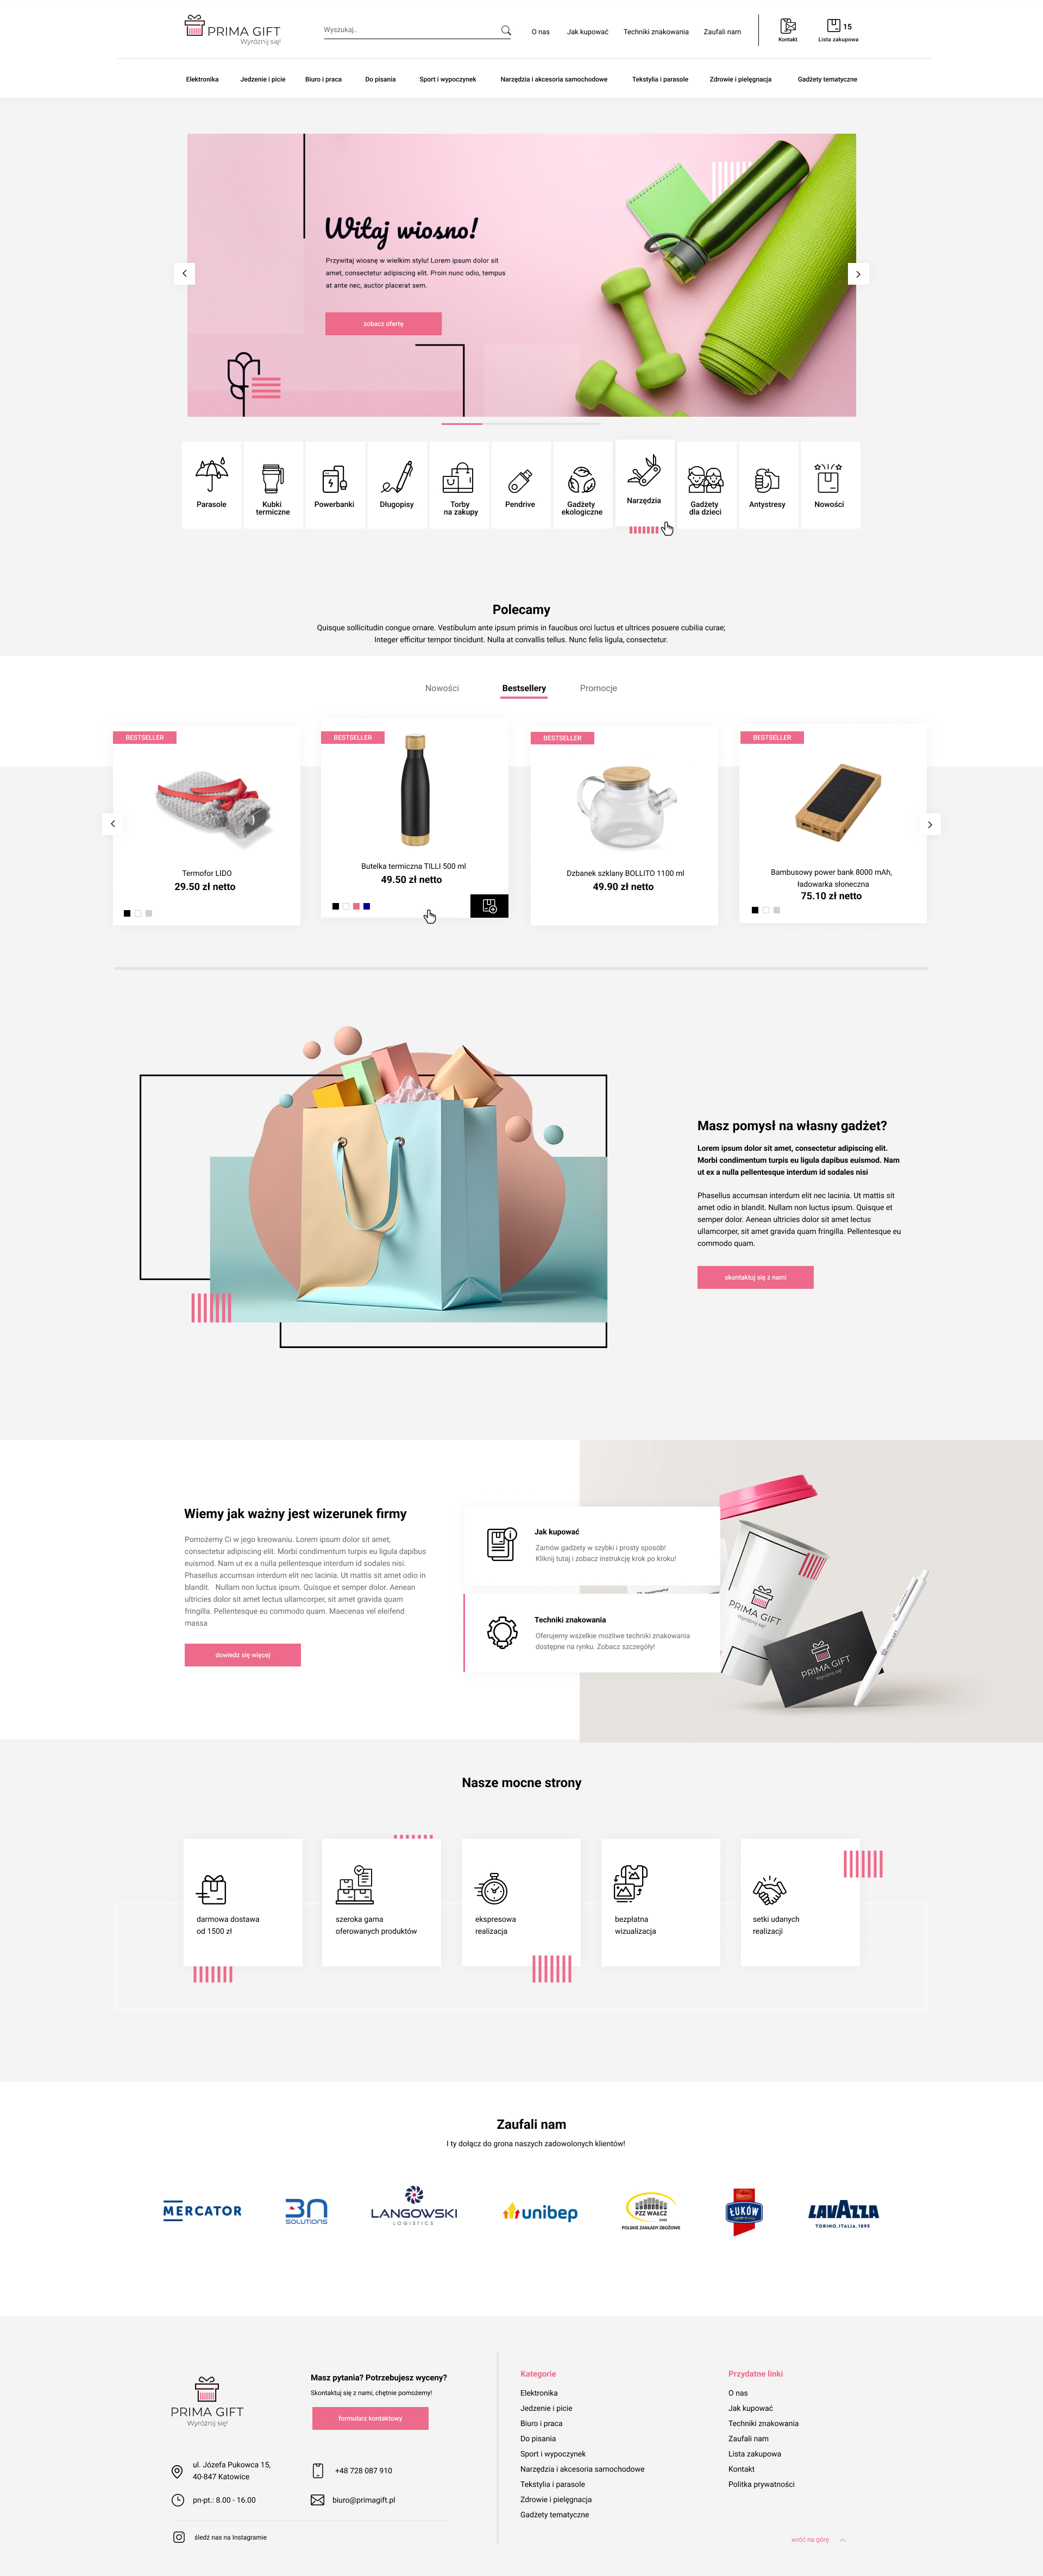 PRIMA GIFT
Wyróżnij się!
Wyszukaj..
O nas
Jak kupować
Techniki znakowania
Zaufali nam
Kontakt
15
Lista zakupowa
Elektronika
Jedzenie i picie
Biuro i praca
Do pisania
Sport i wypoczynek
Narzędzia i akcesoria samochodowe
Tekstylia i parasole
Zdrowie i pielęgnacja
Gadżety tematyczne
Witaj wiosno!
Przywitaj wiosnę w wielkim stylu! Lorem ipsum dolor sit
amet, consectetur adipiscing elit. Proin nunc odio, tempus
at ante nec, auctor placerat sem.
zobacz ofertę
Parasole
Kubki
termiczne
Powerbanki
Długopisy
Torby
na zakupy
Pendrive
Gadżety
ekologiczne
Narzędzia
Gadżety
dla dzieci
Antystresy
Nowości
Polecamy
Quisque sollicitudin congue ornare. Vestibulum ante ipsum primis in faucibus orci luctus et ultrices posuere cubilia curae;
Integer efficitur tempor tincidunt. Nulla at convallis tellus. Nunc felis ligula, consectetur.
Nowości
Bestsellery
Promocje
BESTSELLER
Termofor LIDO
29.50 zł netto
BESTSELLER
Butelka termiczna TILLI 500 ml
49.50 zł netto
BESTSELLER
Dzbanek szklany BOLLITO 1100 ml
49.90 zł netto
BESTSELLER
Bambusowy power bank 8000 mAh,
ładowarka słoneczna
75.10 zł netto
Masz pomysł na własny gadżet?
Lorem ipsum dolor sit amet, consectetur adipiscing elit.
Morbi condimentum turpis eu ligula dapibus euismod. Nam
ut ex a nulla pellentesque interdum id sodales nisi
Phasellus accumsan interdum elit nec lacinia. Ut mattis sit
amet odio in blandit. Nullam non luctus ipsum. Quisque et
semper dolor. Aenean ultricies dolor sit amet lectus
ullamcorper, sit amet gravida quam fringilla. Pellentesque eu
commodo quam.
skontaktuj się z nami
Wiemy jak ważny jest wizerunek firmy
Pomożemy Ci w jego kreowaniu. Lorem ipsum dolor sit amet,
consectetur adipiscing elit. Morbi condimentum turpis eu ligula dapibus
euismod. Nam ut ex a nulla pellentesque interdum id sodales nisi.
Phasellus accumsan interdum elit nec lacinia. Ut mattis sit amet odio in
blandit. Nullam non luctus ipsum. Quisque et semper dolor. Aenean
ultricies dolor sit amet lectus ullamcorper, sit amet gravida quam
fringilla. Pellentesque eu commodo quam. Maecenas vel eleifend
massa
dowiedz się więcej
Jak kupować
Zamów gadżety w szybki i prosty sposób!
Kliknij tutaj i zobacz instrukcję krok po kroku!
Techniki znakowania
Oferujemy wszelkie możliwe techniki znakowania
dostępne na rynku. Zobacz szczegóły!
PRIMA GIFT
Wyróżnij się!
PRIMA GIFT
Wyróżnij się!
Nasze mocne strony
darmowa dostawa
od 1500 zł
szeroka gama
oferowanych produktów
ekspresowa
realizacja
bezpłatna
wizualizacja
setki udanych
realizacji
Zaufali nam
I ty dołącz do grona naszych zadowolonych klientów!
MERCATOR
3N
SOLUTIONS
LANGOWSKI
LOGISTICS
unibep
PZZ WAŁCZ
POLSKIE ZAKŁADY ZBOŻOWE
ŁUKÓW
LAVAZZA
TORINO, ITALIA, 1895
PRIMA GIFT
Wyróżnij się!
Masz pytania? Potrzebujesz wyceny?
Skontaktuj się z nami, chętnie pomożemy!
formularz kontaktowy
ul. Józefa Pukowca 15,
40-847 Katowice
+48 728 087 910
pn-pt.: 8.00 - 16.00
biuro@primagift.pl
śledź nas na Instagramie
Kategorie
Elektronika
Jedzenie i picie
Biuro i praca
Do pisania
Sport i wypoczynek
Narzędzia i akcesoria samochodowe
Tekstylia i parasole
Zdrowie i pielęgnacja
Gadżety tematyczne
Przydatne linki
O nas
Jak kupować
Techniki znakowania
Zaufali nam
Lista zakupowa
Kontakt
Politka prywatności
wróć na górę